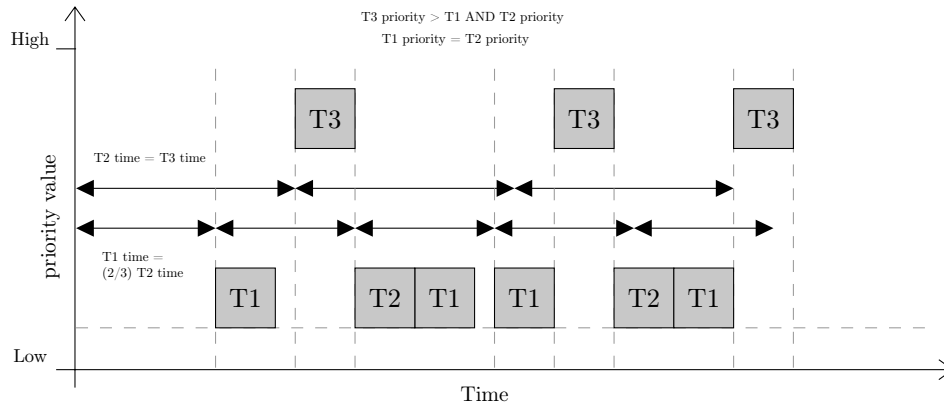 T3 priority > T1 AND T2 priority
T1 priority = T2 priority
High
T3
T3
T3
T2 time = T3 time
priority value
T1 time =
(2/3) T2 time
T1
T2
T1
T1
T2
T1
Low
Time